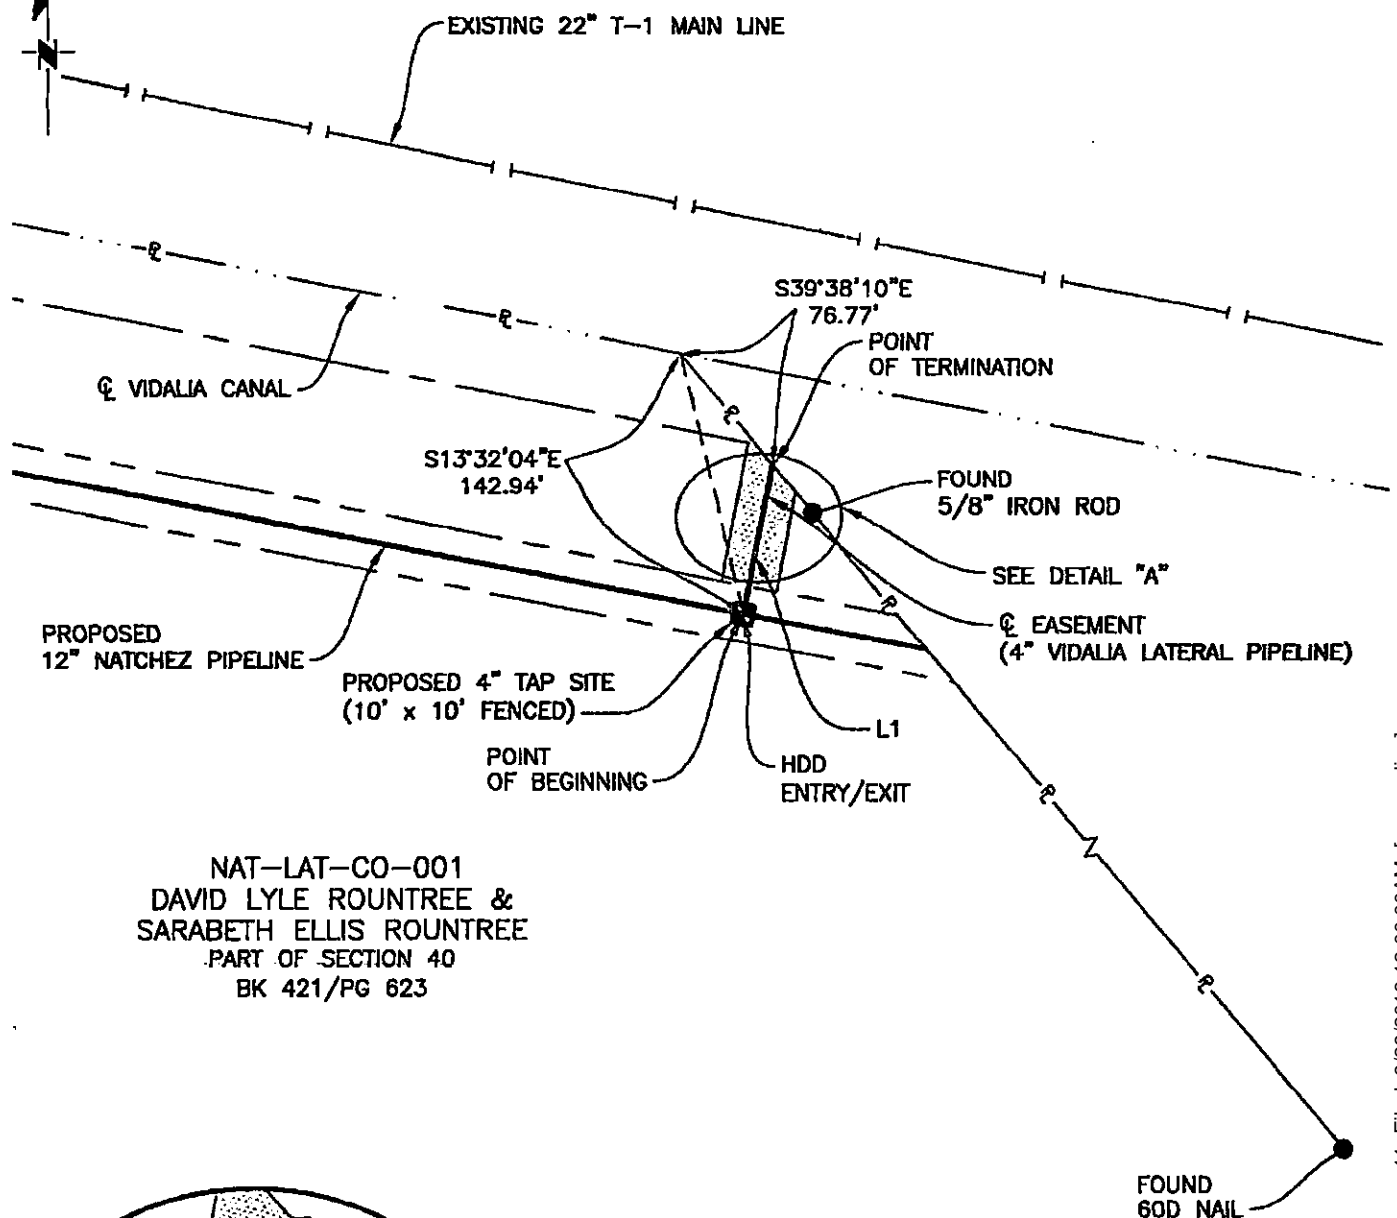 EXISTING 22" T-1 MAIN LINE
N
℄ VIDALIA CANAL
S39°38'10"E
76.77'
POINT
OF TERMINATION
S13°32'04"E
142.94'
FOUND
5/8" IRON ROD
SEE DETAIL "A"
℄ EASEMENT
(4" VIDALIA LATERAL PIPELINE)
PROPOSED
12" NATCHEZ PIPELINE
PROPOSED 4" TAP SITE
(10' x 10' FENCED)
L1
POINT
OF BEGINNING
HDD
ENTRY/EXIT
NAT-LAT-CO-001
DAVID LYLE ROUNTREE &
SARABETH ELLIS ROUNTREE
PART OF SECTION 40
BK 421/PG 623
FOUND
60D NAIL